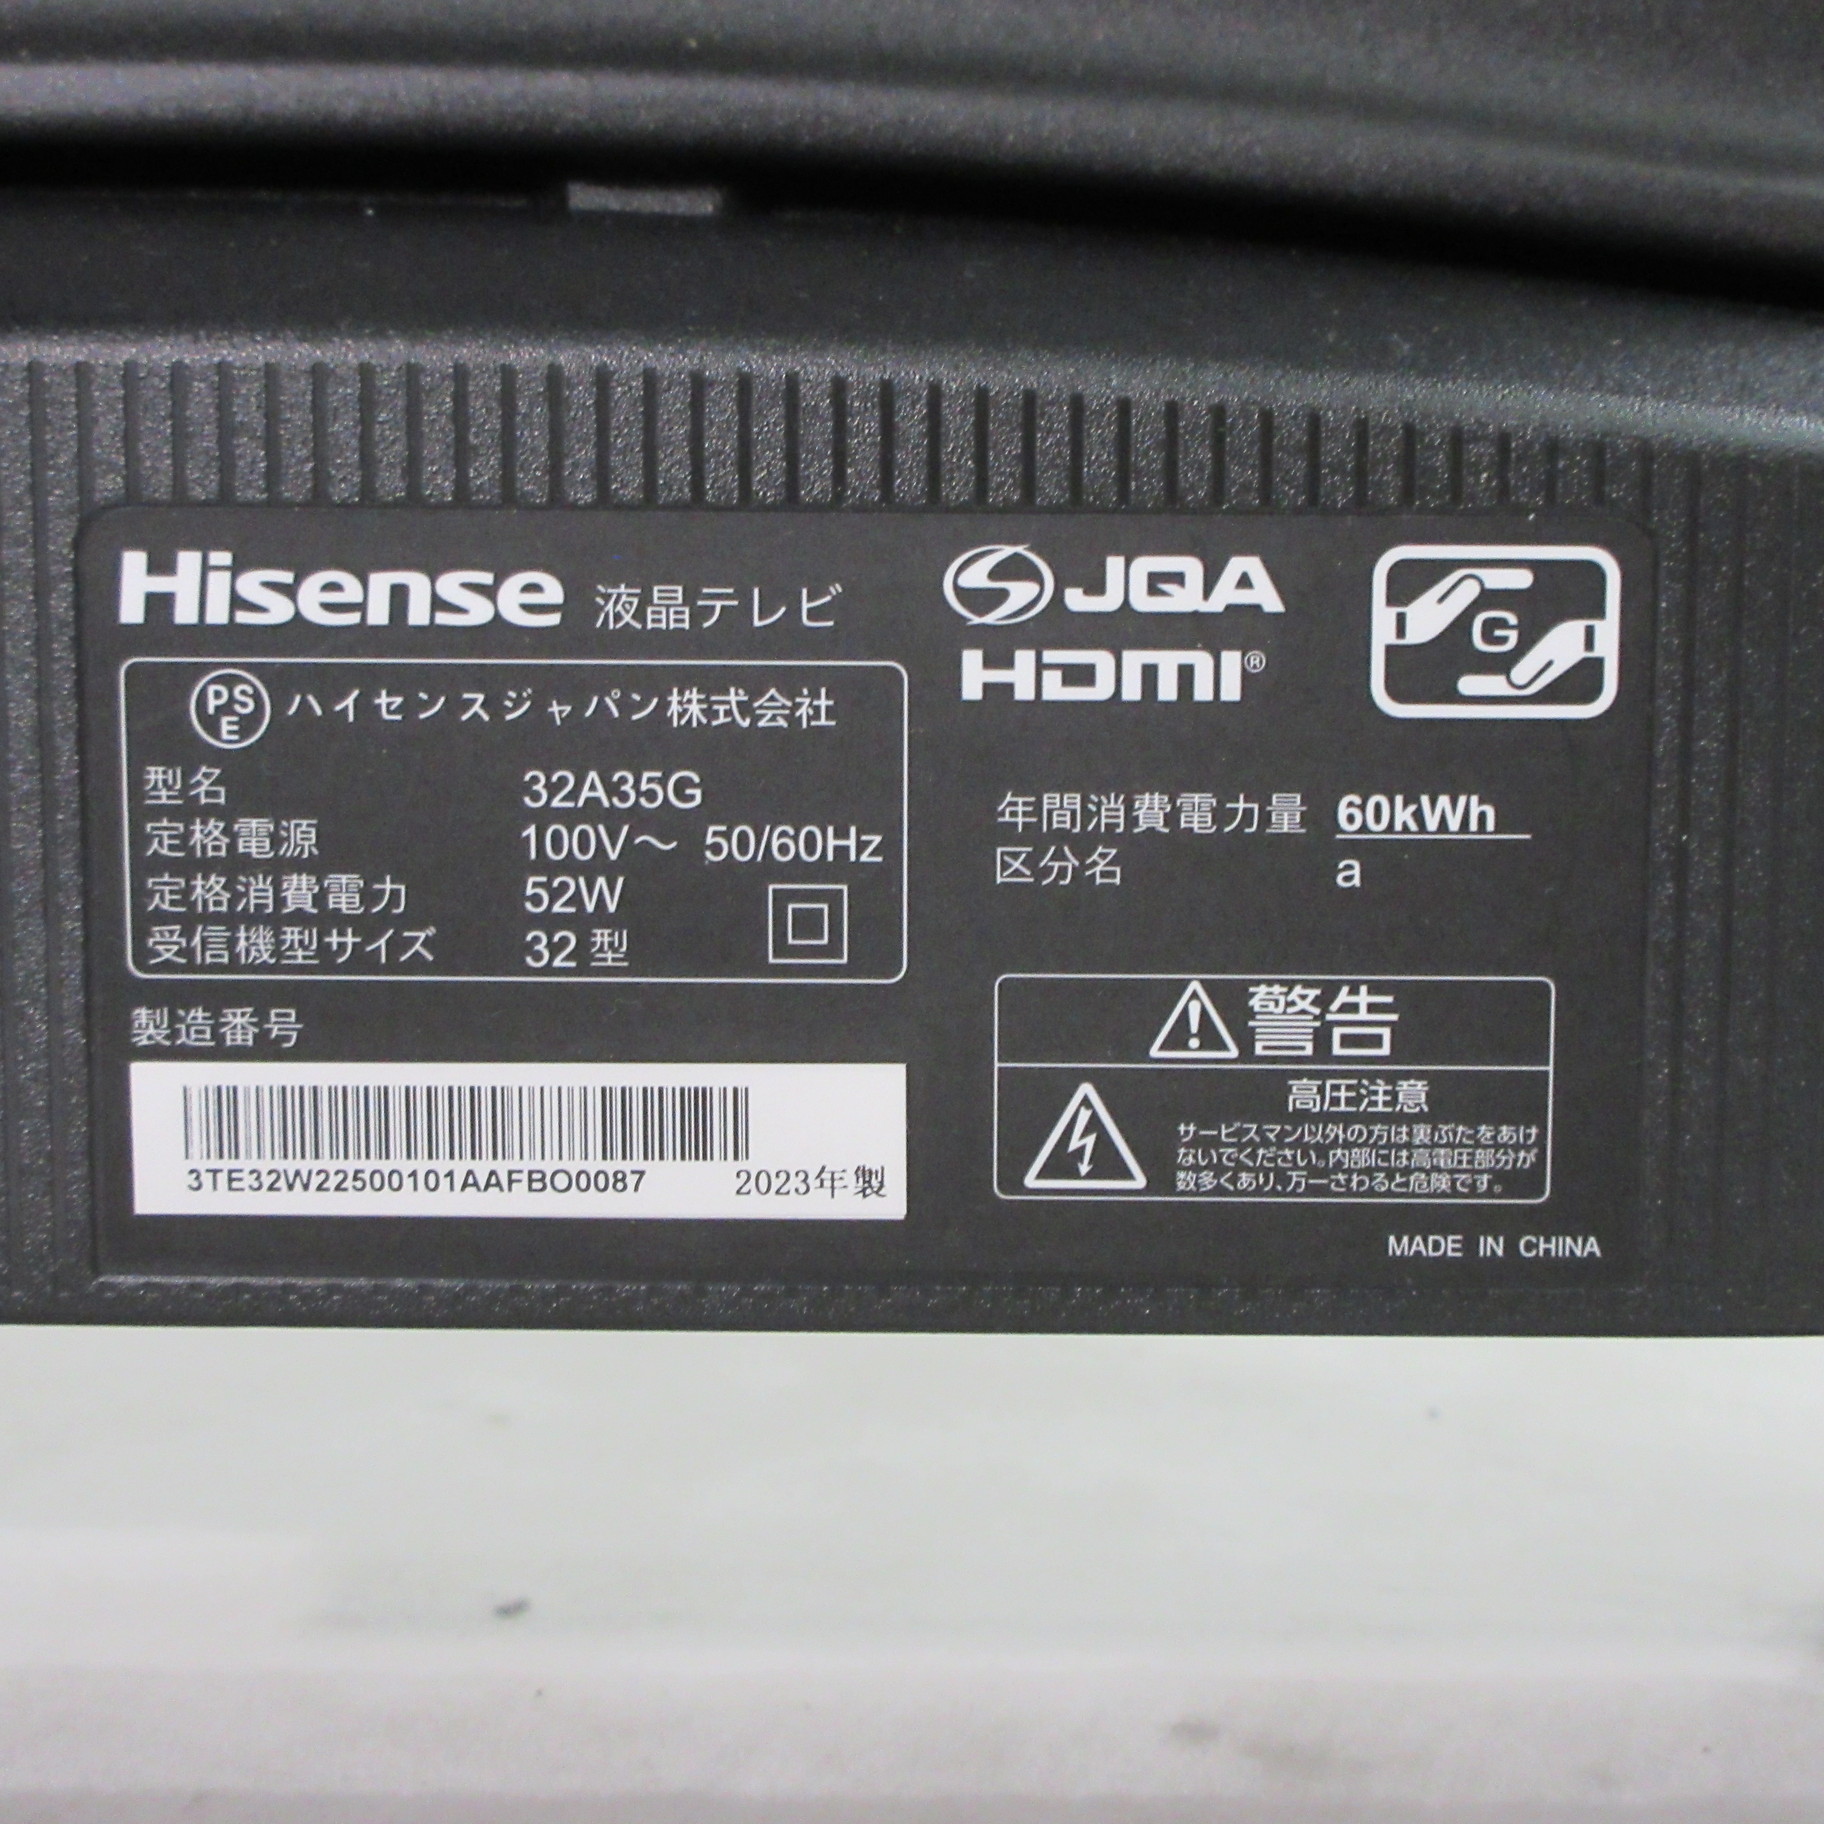 Hisense 液晶テレビ
PSE ハイセンスジャパン株式会社
型名 32A35G
定格電源 100V～ 50/60Hz
定格消費電力 52W
受信機型サイズ 32型
製造番号
3TE32W22500101AAFBO0087 2023年製
JQA
HDMI®
G
年間消費電力量 60kWh
区分名 a
警告
高圧注意
サービスマン以外の方は裏ぶたをあけ
ないでください。内部には高電圧部分が
数多くあり、万一さわると危険です。
MADE IN CHINA